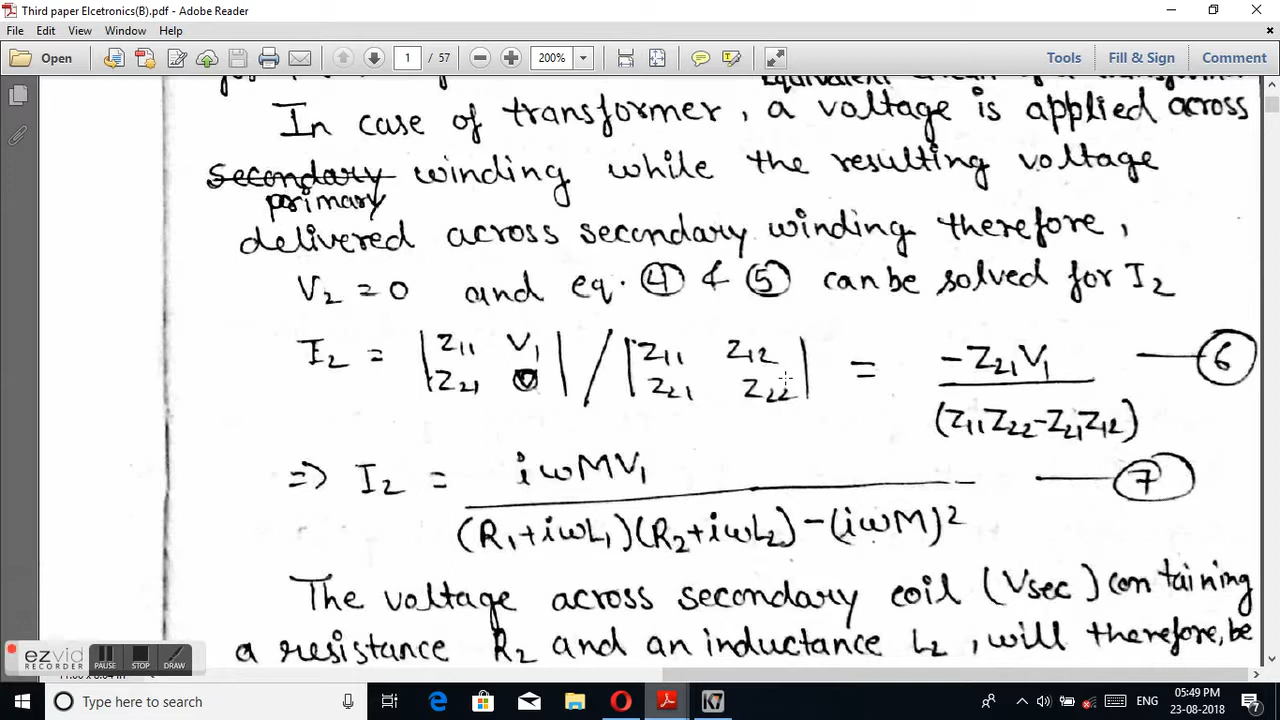 Third paper Elcetronics(B).pdf - Adobe Reader
File Edit View Window Help
Open 1 / 57 200% Tools Fill & Sign Comment
Equivalent
In case of transformer, a voltage is applied across
secondary winding while the resulting voltage
primary
delivered across secondary winding therefore,
V₂ = 0 and eq. ④ & ⑤ can be solved for I₂
I₂ = |Z₁₁ V₁| / |Z₁₁ Z₁₂| = -Z₂₁V₁ ⑥
|Z₂₁ 0| |Z₂₁ Z₂₂| (Z₁₁Z₂₂-Z₂₁Z₁₂)
=> I₂ = iωMV₁ ⑦
(R₁+iωL₁)(R₂+iωL₂)-(iωM)²
The voltage across secondary coil (Vsec) containing
a resistance R₂ and an inductance L₂, will therefore, be
ezvid
RECORDER
PAUSE STOP DRAW
Type here to search
ENG
05:49 PM
23-08-2018
7